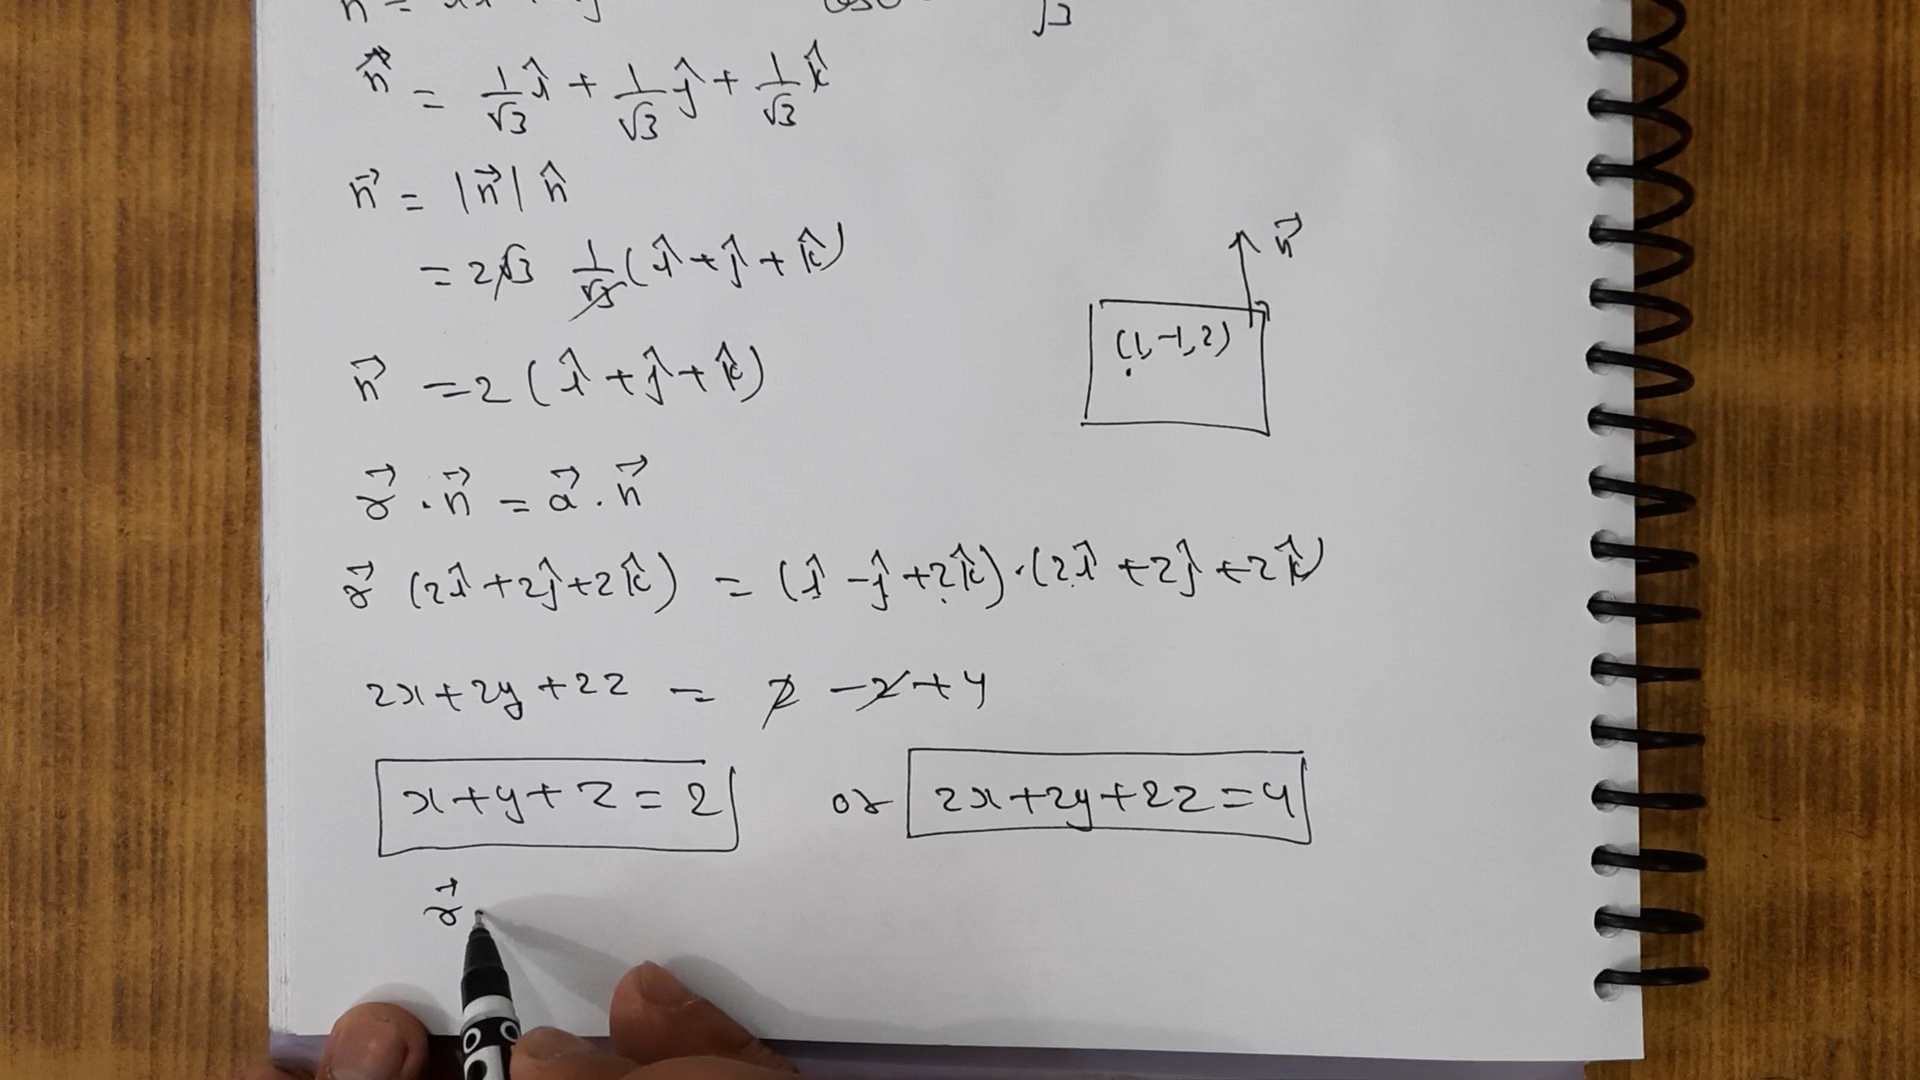 √3
n̂ = 1/√3 î + 1/√3 ĵ + 1/√3 k̂
n⃗ = |n⃗| n̂
= 2√3 1/√3 (î + ĵ + k̂)
n⃗
(1, -1, 2)
n⃗ = 2 (î + ĵ + k̂)
r⃗ . n⃗ = a⃗ . n⃗
r⃗ (2î + 2ĵ + 2k̂) = (î - ĵ + 2k̂) . (2î + 2ĵ + 2k̂)
2x + 2y + 2z = 2 - 2 + 4
x + y + z = 2 or 2x + 2y + 2z = 4
r⃗